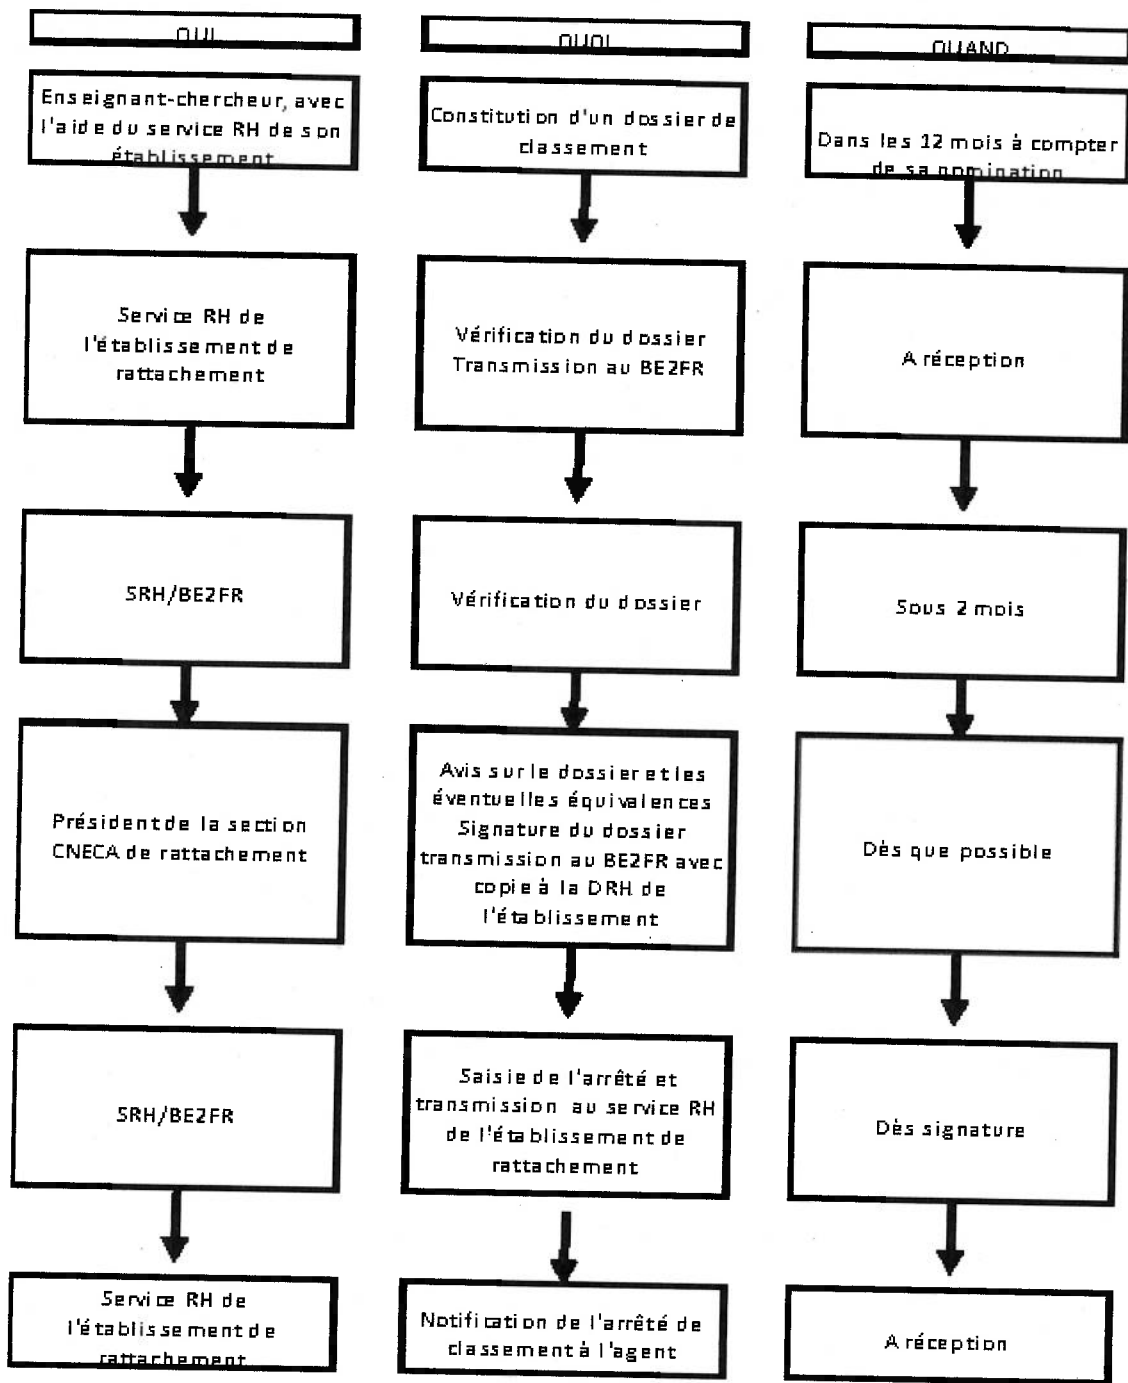 QUI
QUOI
QUAND
Enseignant-chercheur, avec
l'aide du service RH de son
établissement
Constitution d'un dossier de
classement
Dans les 12 mois à compter
de sa nomination
Service RH de
l'établissement de
rattachement
Vérification du dossier
Transmission au BE2FR
A réception
SRH/BE2FR
Vérification du dossier
Sous 2 mois
Président de la section
CNECA de rattachement
Avis sur le dossier et les
éventuelles équivalences
Signature du dossier
transmission au BE2FR avec
copie à la DRH de
l'établissement
Dès que possible
SRH/BE2FR
Saisie de l'arrêté et
transmission au service RH
de l'établissement de
rattachement
Dès signature
Service RH de
l'établissement de
rattachement
Notification de l'arrêté de
classement à l'agent
A réception